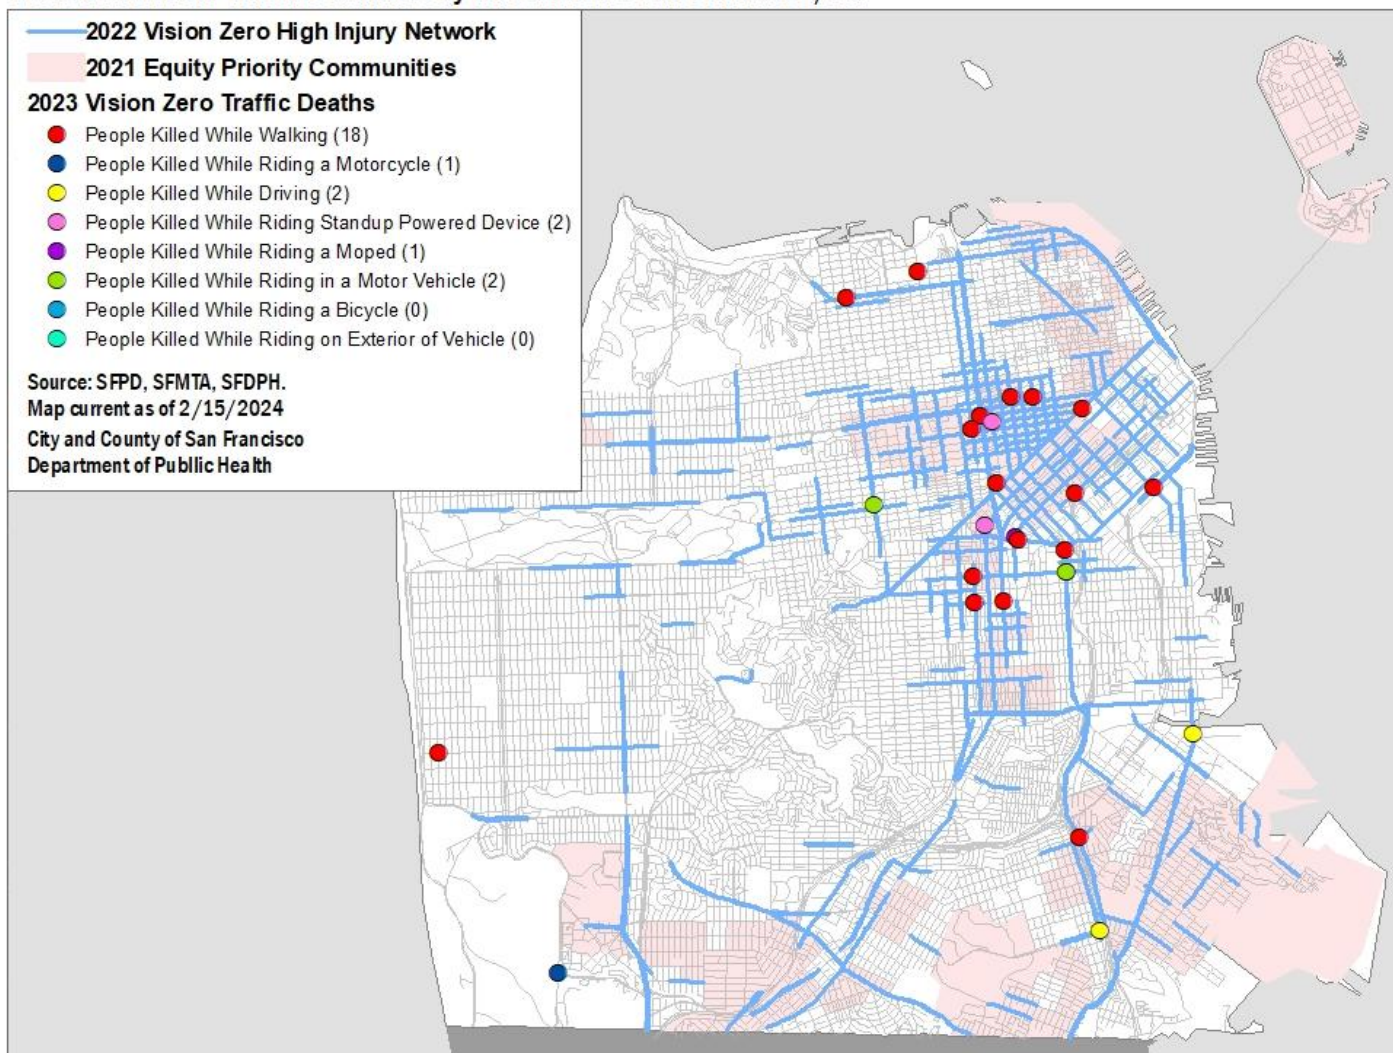 2022 Vision Zero High Injury Network
2021 Equity Priority Communities
2023 Vision Zero Traffic Deaths
People Killed While Walking (18)
People Killed While Riding a Motorcycle (1)
People Killed While Driving (2)
People Killed While Riding Standup Powered Device (2)
People Killed While Riding a Moped (1)
People Killed While Riding in a Motor Vehicle (2)
People Killed While Riding a Bicycle (0)
People Killed While Riding on Exterior of Vehicle (0)
Source: SFPD, SFMTA, SFDPH.
Map current as of 2/15/2024
City and County of San Francisco
Department of Publlic Health